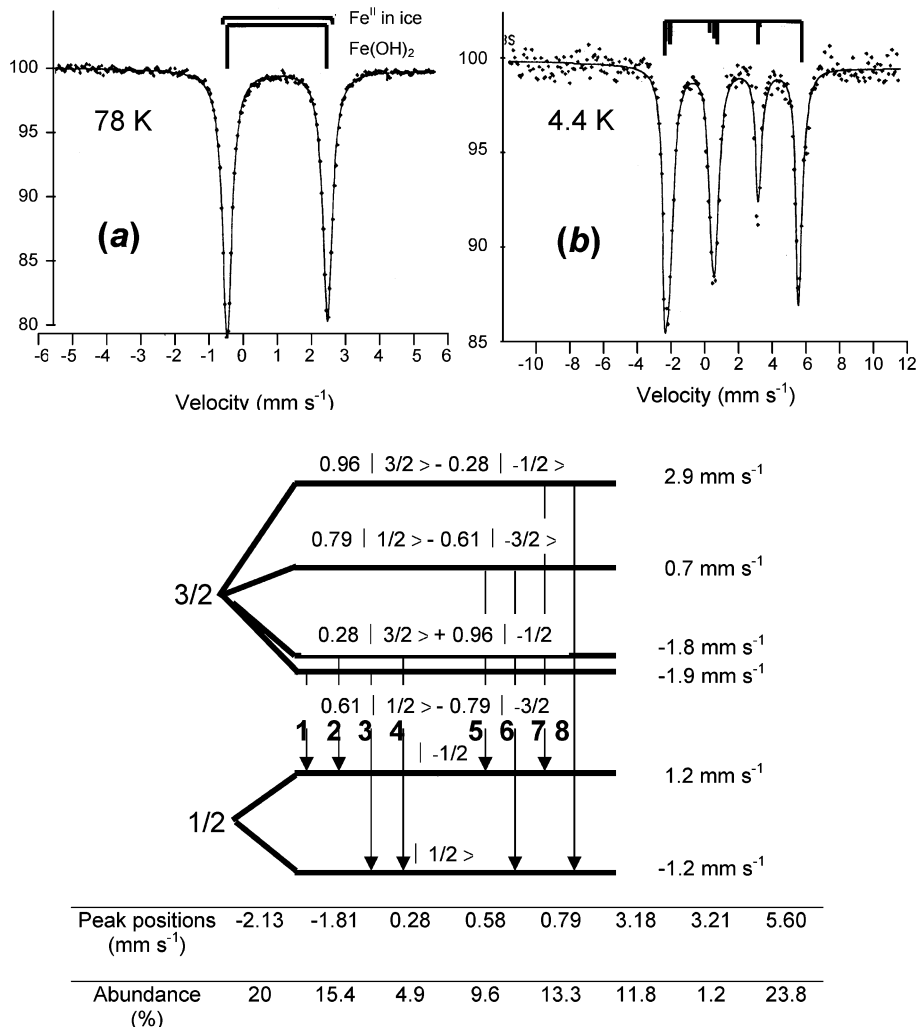 Fe^II in ice
Fe(OH)₂
100
95
90
85
80
78 K
(a)
-6 -5 -4 -3 -2 -1 0 1 2 3 4 5 6
Velocity (mm s⁻¹)
100
95
90
85
4.4 K
(b)
-10 -8 -6 -4 -2 0 2 4 6 8 10 12
Velocity (mm s⁻¹)
0.96 | 3/2 > - 0.28 | -1/2 >
2.9 mm s⁻¹
0.79 | 1/2 > - 0.61 | -3/2 >
0.7 mm s⁻¹
3/2
0.28 | 3/2 > + 0.96 | -1/2
-1.8 mm s⁻¹
-1.9 mm s⁻¹
0.61 | 1/2 > - 0.79 | -3/2
1 2 3 4 5 6 7 8
| -1/2
1.2 mm s⁻¹
1/2
| 1/2 >
-1.2 mm s⁻¹
Peak positions -2.13 -1.81 0.28 0.58 0.79 3.18 3.21 5.60
(mm s⁻¹)
Abundance 20 15.4 4.9 9.6 13.3 11.8 1.2 23.8
(%)